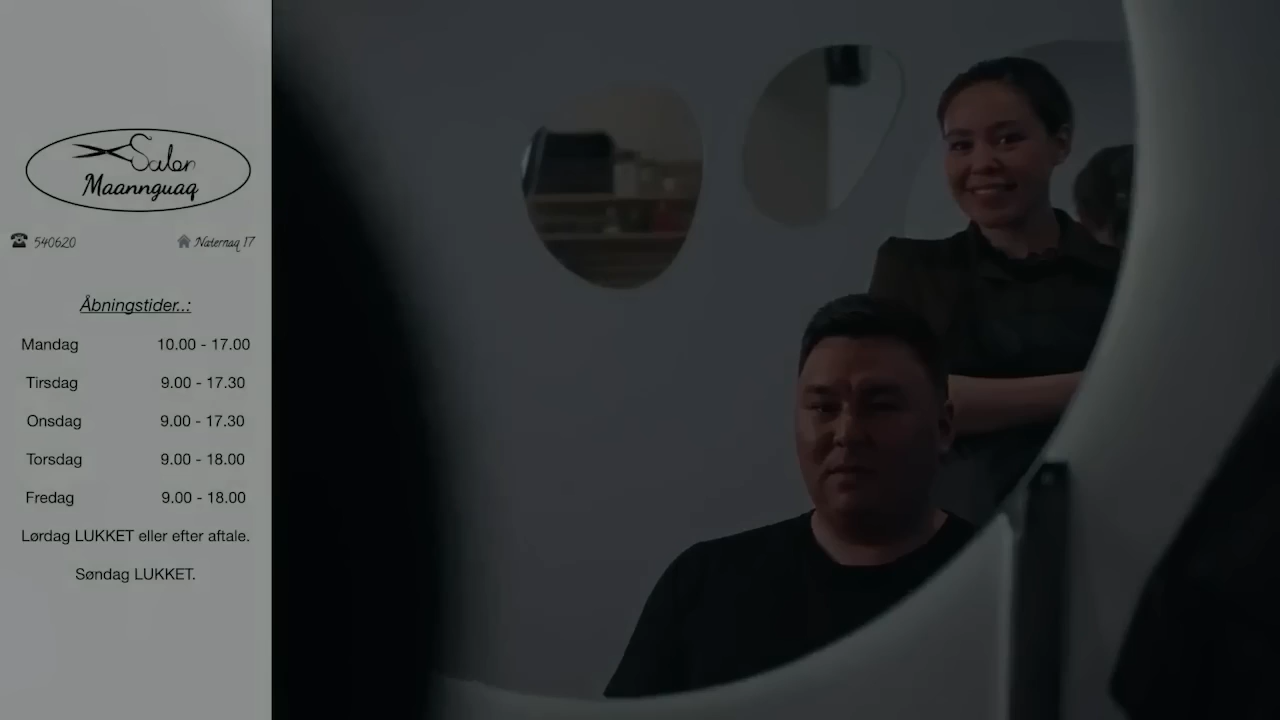 Salon
Maannguaq
540620
Naternaq 17
Åbningstider..:
Mandag 10.00 - 17.00
Tirsdag 9.00 - 17.30
Onsdag 9.00 - 17.30
Torsdag 9.00 - 18.00
Fredag 9.00 - 18.00
Lørdag LUKKET eller efter aftale.
Søndag LUKKET.